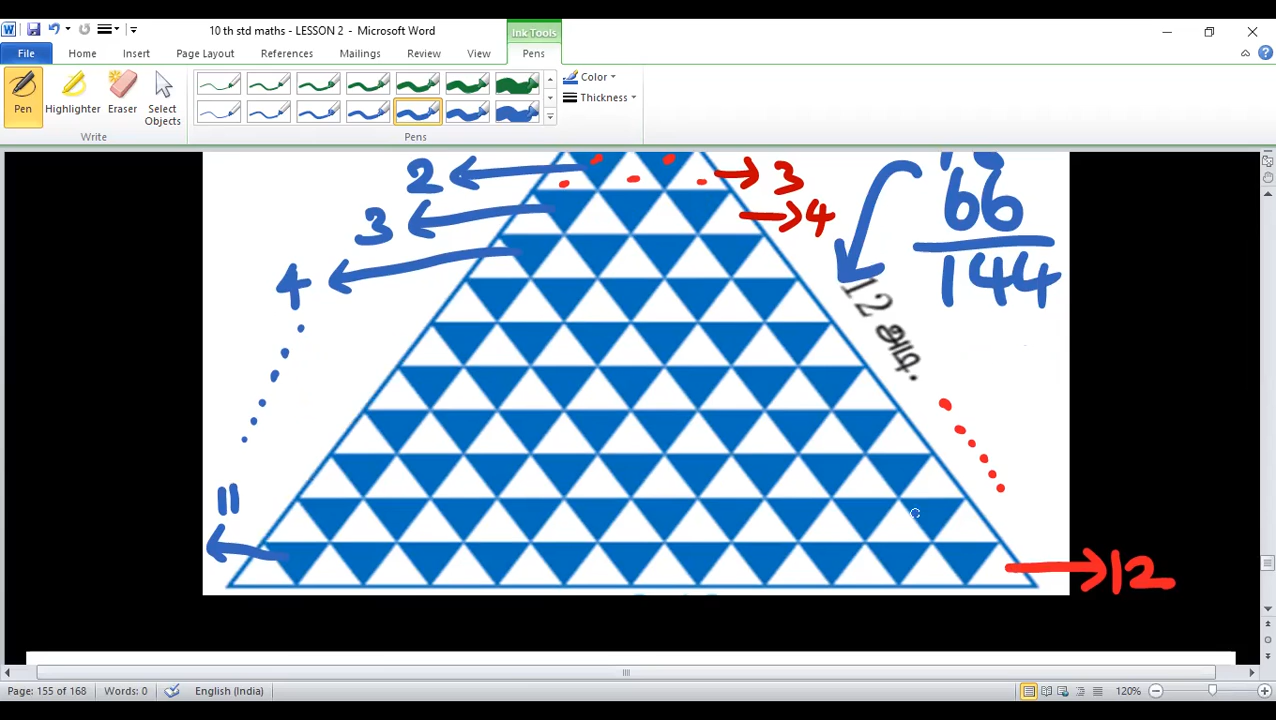 10 th std maths - LESSON 2 - Microsoft Word
Ink Tools
File Home Insert Page Layout References Mailings Review View Pens
Pen Highlighter Eraser Select Objects
Color
Thickness
Write
Pens
2
3
4
11
3
4
12
66
144
12 அடி.
Page: 155 of 168 Words: 0 English (India) 120%